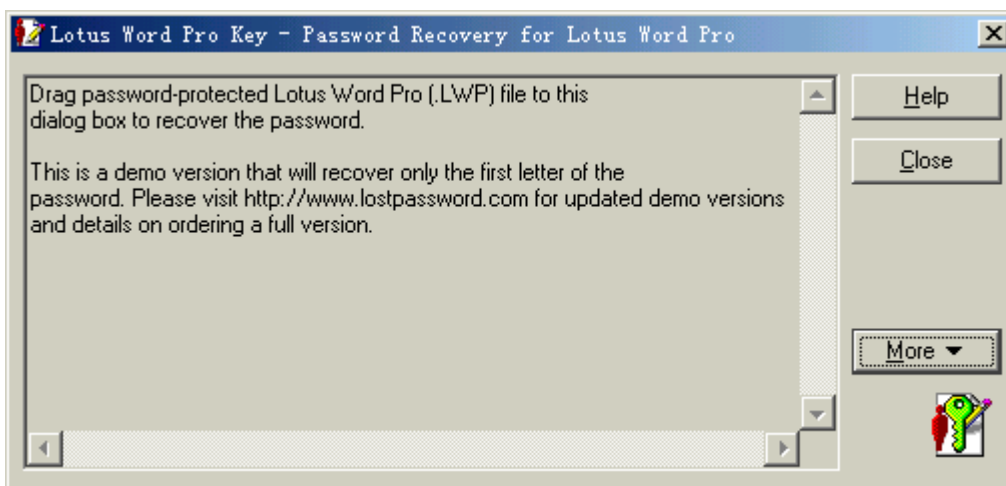 Lotus Word Pro Key - Password Recovery for Lotus Word Pro
Drag password-protected Lotus Word Pro (.LWP) file to this
dialog box to recover the password.
This is a demo version that will recover only the first letter of the
password. Please visit http://www.lostpassword.com for updated demo versions
and details on ordering a full version.
Help
Close
More